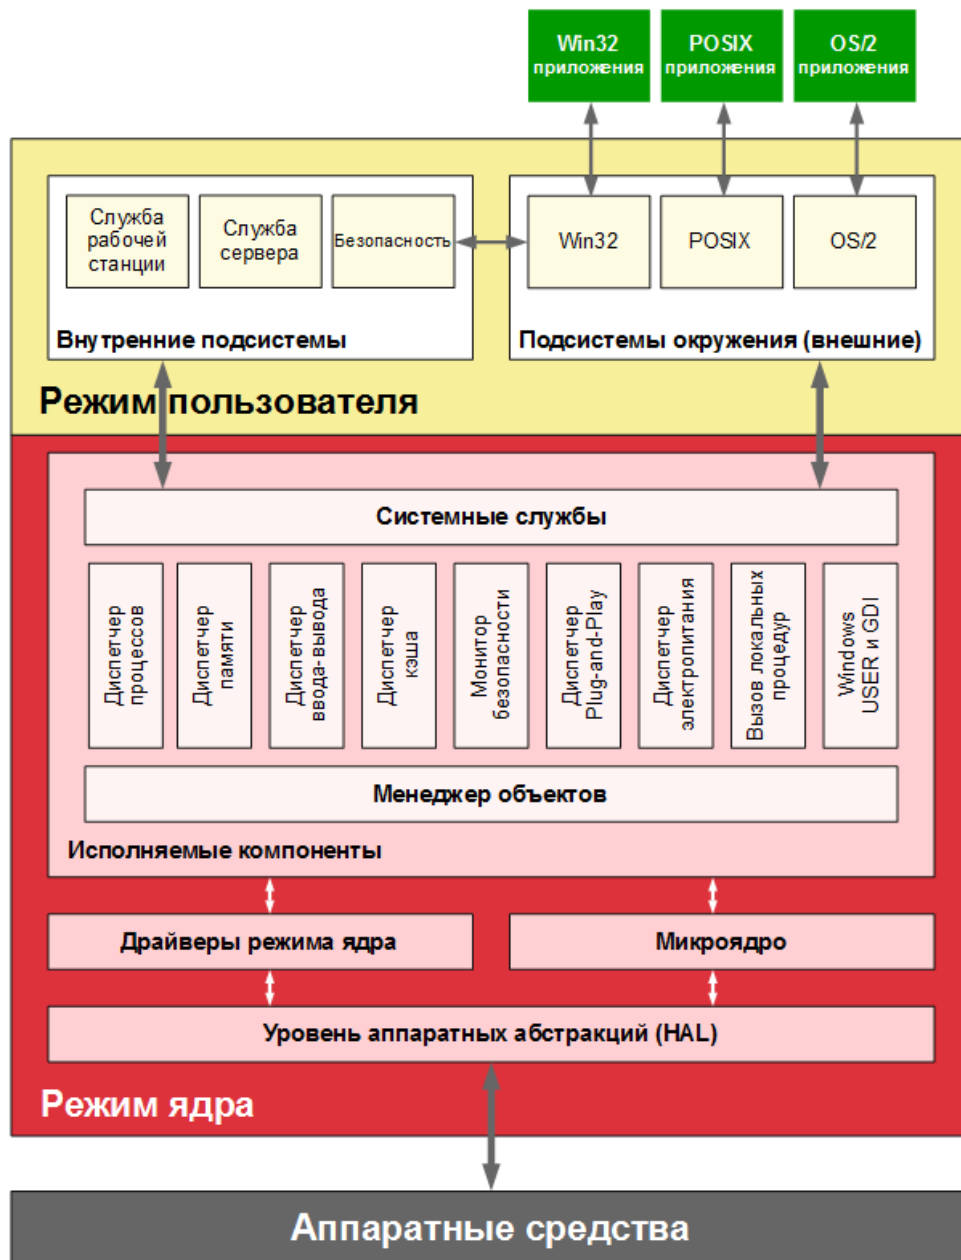 Win32
приложения
POSIX
приложения
OS/2
приложения
Служба
рабочей
станции
Служба
сервера
Безопасность
Win32
POSIX
OS/2
Внутренние подсистемы
Подсистемы окружения (внешние)
Режим пользователя
Системные службы
Диспетчер
процессов
Диспетчер
памяти
Диспетчер
ввода-вывода
Диспетчер
кэша
Монитор
безопасности
Диспетчер
Plug-and-Play
Диспетчер
электропитания
Вызов локальных
процедур
Windows
USER и GDI
Менеджер объектов
Исполняемые компоненты
Драйверы режима ядра
Микроядро
Уровень аппаратных абстракций (HAL)
Режим ядра
Аппаратные средства